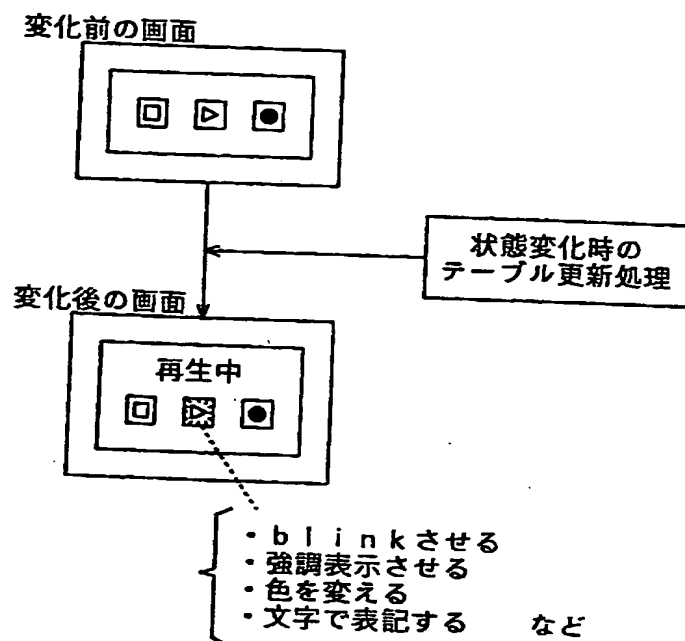 変化前の画面
状態変化時の
テーブル更新処理
変化後の画面
再生中
・blinkさせる
・強調表示させる
・色を変える
・文字で表記する など